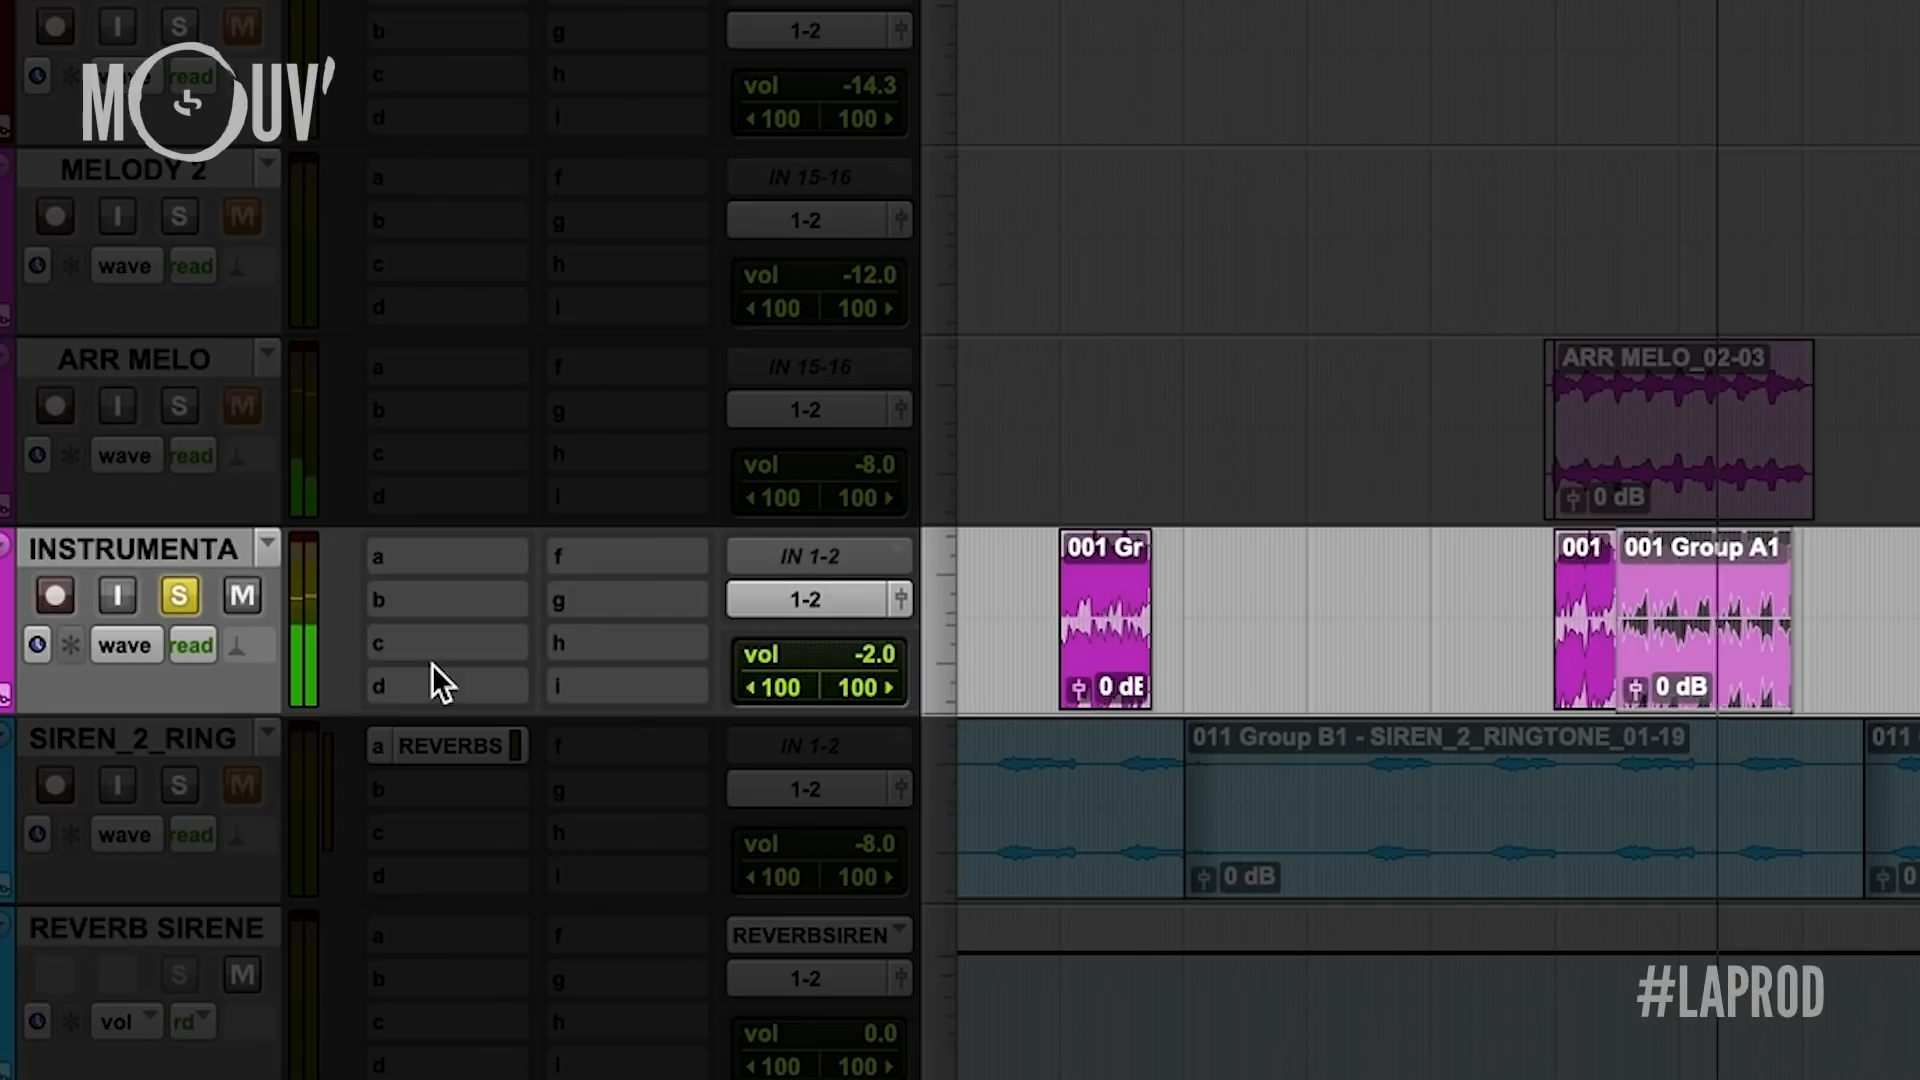 I S M
b g 1-2
wave read
c h vol -14.3
d i 100 100
MOUV'
MELODY 2
a f IN 15-16
I S M
b g 1-2
wave read
c h vol -12.0
d i 100 100
ARR MELO
a f IN 15-16
ARR MELO_02-03
I S M
b g 1-2
wave read
c h vol -8.0
d i 100 100
0 dB
INSTRUMENTA
a f IN 1-2
001 Gr
001
001 Group A1
I S M
b g 1-2
wave read
c h vol -2.0
d i 100 100
0 dE
0 dB
SIREN_2_RING
a REVERBS f IN 1-2
011 Group B1 - SIREN_2_RINGTONE_01-19
011
I S M
b g 1-2
wave read
c h vol -8.0
d i 100 100
0 dB
0
REVERB SIRENE
a f REVERBSIREN
S M
b g 1-2
vol rd
c h vol 0.0
d i 100 100
#LAPROD